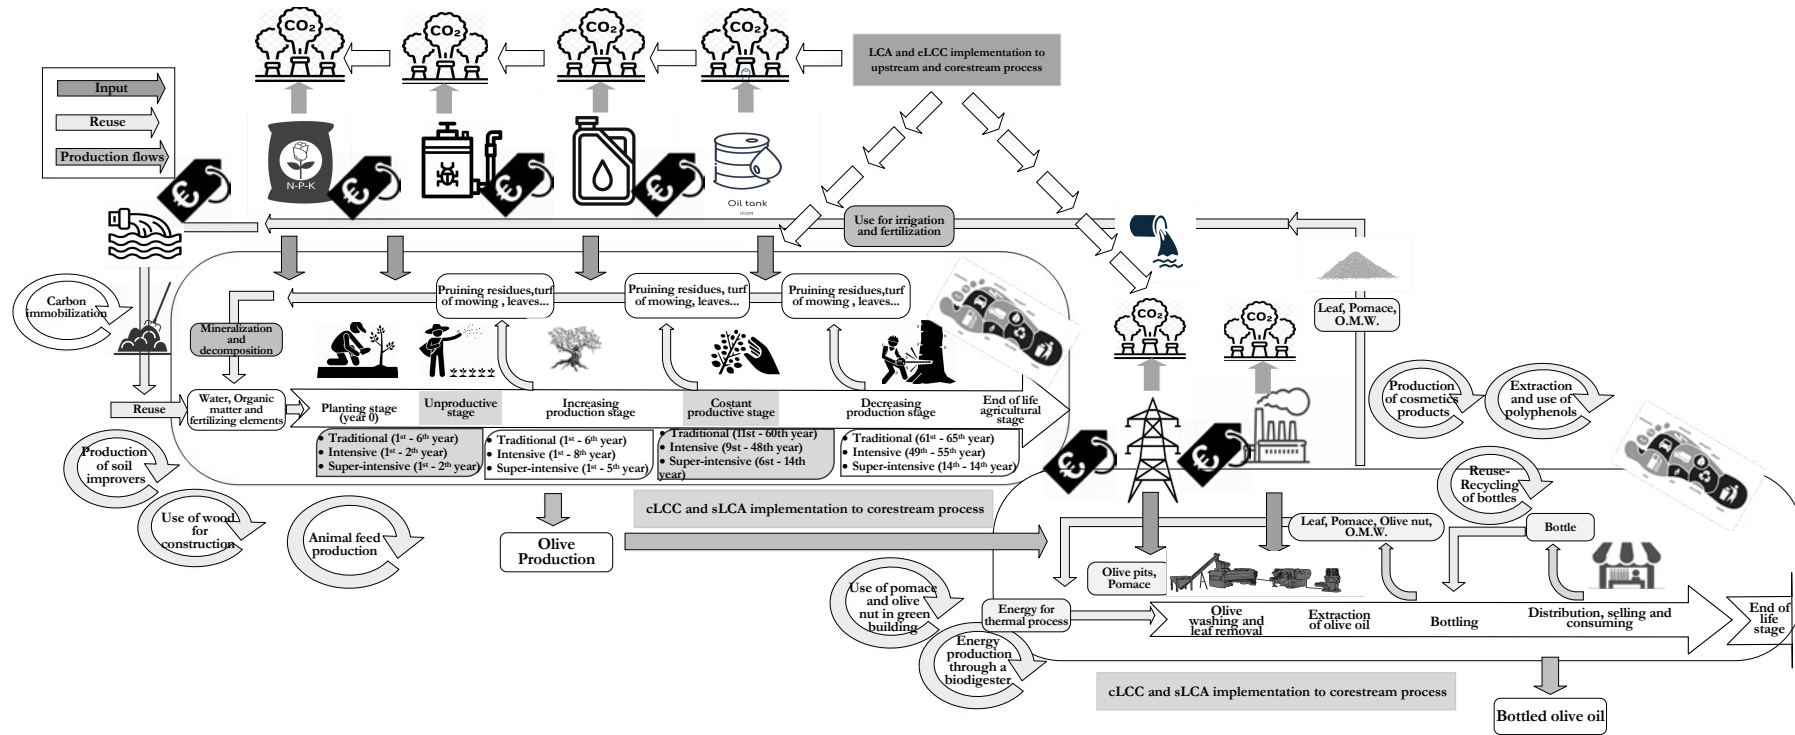 CO₂
CO₂
CO₂
CO₂
LCA and eLCC implementation to
upstream and corestream process
Input
Reuse
Production flows
N-P-K
Oil tank
ICON
€
€
€
€
Use for irrigation
and fertilization
Carbon
immobilization
Mineralization
and
decomposition
Pruining residues,turf
of mowing , leaves...
Pruining residues, turf
of mowing, leaves...
Pruining residues,turf
of mowing , leaves...
CO₂
CO₂
Leaf, Pomace,
O.M.W.
Reuse
Water, Organic
matter and
fertilizing elements
Planting stage
(year 0)
Unproductive
stage
Increasing
production stage
Costant
productive stage
Decreasing
production stage
End of life
agricultural
stage
• Traditional (1st - 6th year)
• Intensive (1st - 2th year)
• Super-intensive (1st - 2th year)
• Traditional (1st - 6th year)
• Intensive (1st - 8th year)
• Super-intensive (1st - 5th year)
• Traditional (11st - 60th year)
• Intensive (9st - 48th year)
• Super-intensive (6st - 14th
year)
• Traditional (61st - 65th year)
• Intensive (49th - 55th year)
• Super-intensive (14th - 14th year)
Production
of cosmetics
products
Extraction
and use of
polyphenols
€
€
Production
of soil
improvers
Use of wood
for
construction
Animal feed
production
Olive
Production
cLCC and sLCA implementation to corestream process
Reuse-
Recycling
of bottles
Leaf, Pomace, Olive nut,
O.M.W.
Bottle
Olive pits,
Pomace
Use of pomace
and olive
nut in green
building
Energy for
thermal process
Energy
production
through a
biodigester
Olive
washing and
leaf removal
Extraction
of olive oil
Bottling
Distribution, selling and
consuming
End of
life
stage
cLCC and sLCA implementation to corestream process
Bottled olive oil